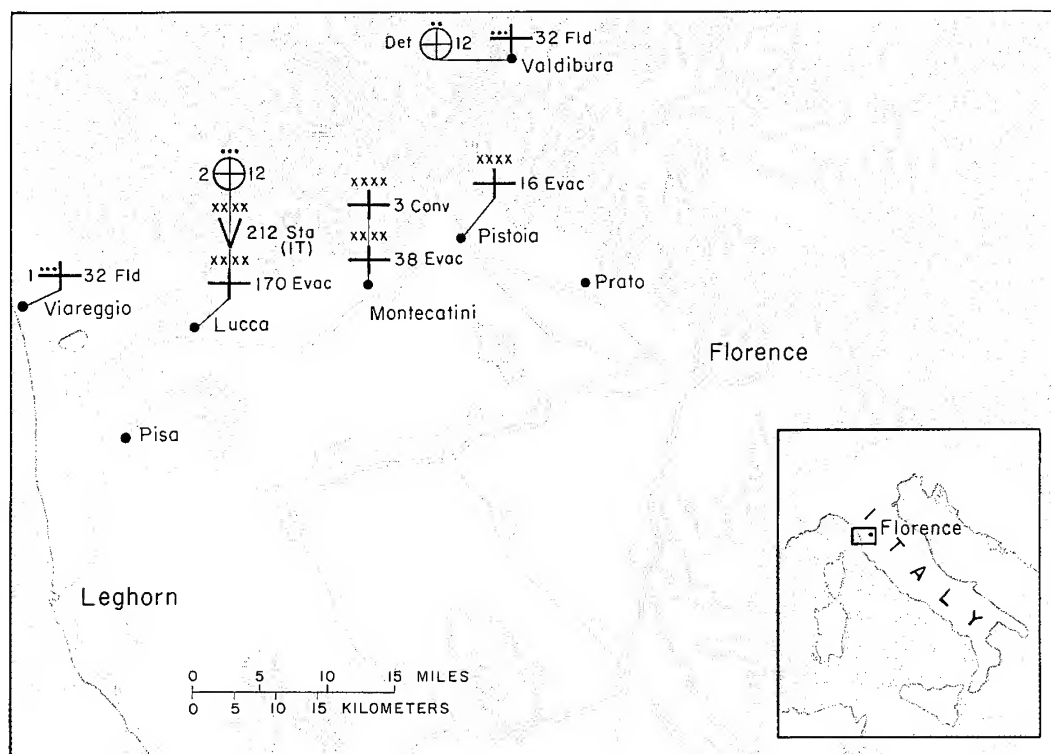 Det 12
32 Fld
Valdibura
2 12
xxxx
xxxx
xxxx
16 Evac
3 Conv
xxxx
212 Sta
(IT)
Pistoia
xxxx
38 Evac
1 32 Fld
170 Evac
Prato
Viareggio
Montecatini
Lucca
Florence
Pisa
Florence
ITALY
Leghorn
0 5 10 15 MILES
0 5 10 15 KILOMETERS